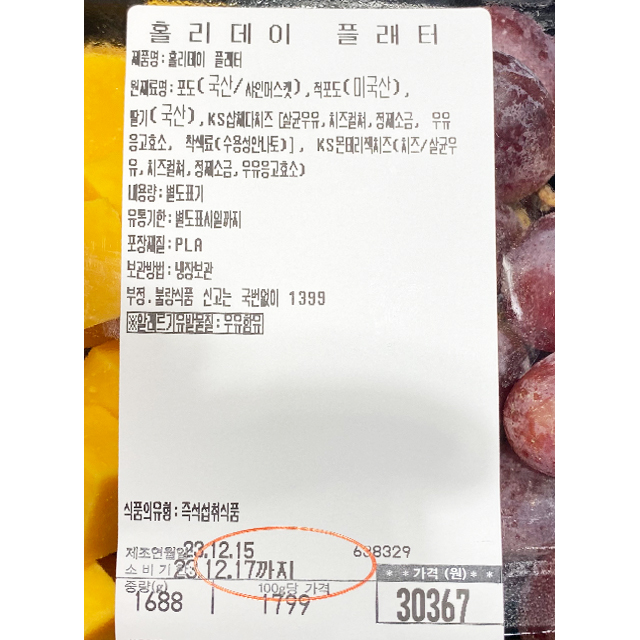 홀리데이 플래터
제품명:홀리데이 플래터
원재료명:포도(국산/샤인머스켓),적포도(미국산),
딸기(국산),KS샵체다치즈[살균우유,치즈컬쳐,정제소금, 우유
응고효소, 착색료(수용성안나토)], KS몬테리잭치즈(치즈/살균우
유,치즈컬쳐,정제소금,우유응고효소)
내용량:별도표기
유통기한:별도표시일까지
포장재질:PLA
보관방법:냉장보관
부정.불량식품 신고는 국번없이 1399
※알레르기유발물질:우유함유
식품의유형:즉석섭취식품
제조연월일 23.12.15 638329
소비기 23.12.17까지 **가격(원)**
중량(g) 100g당 가격
1688 1799 30367